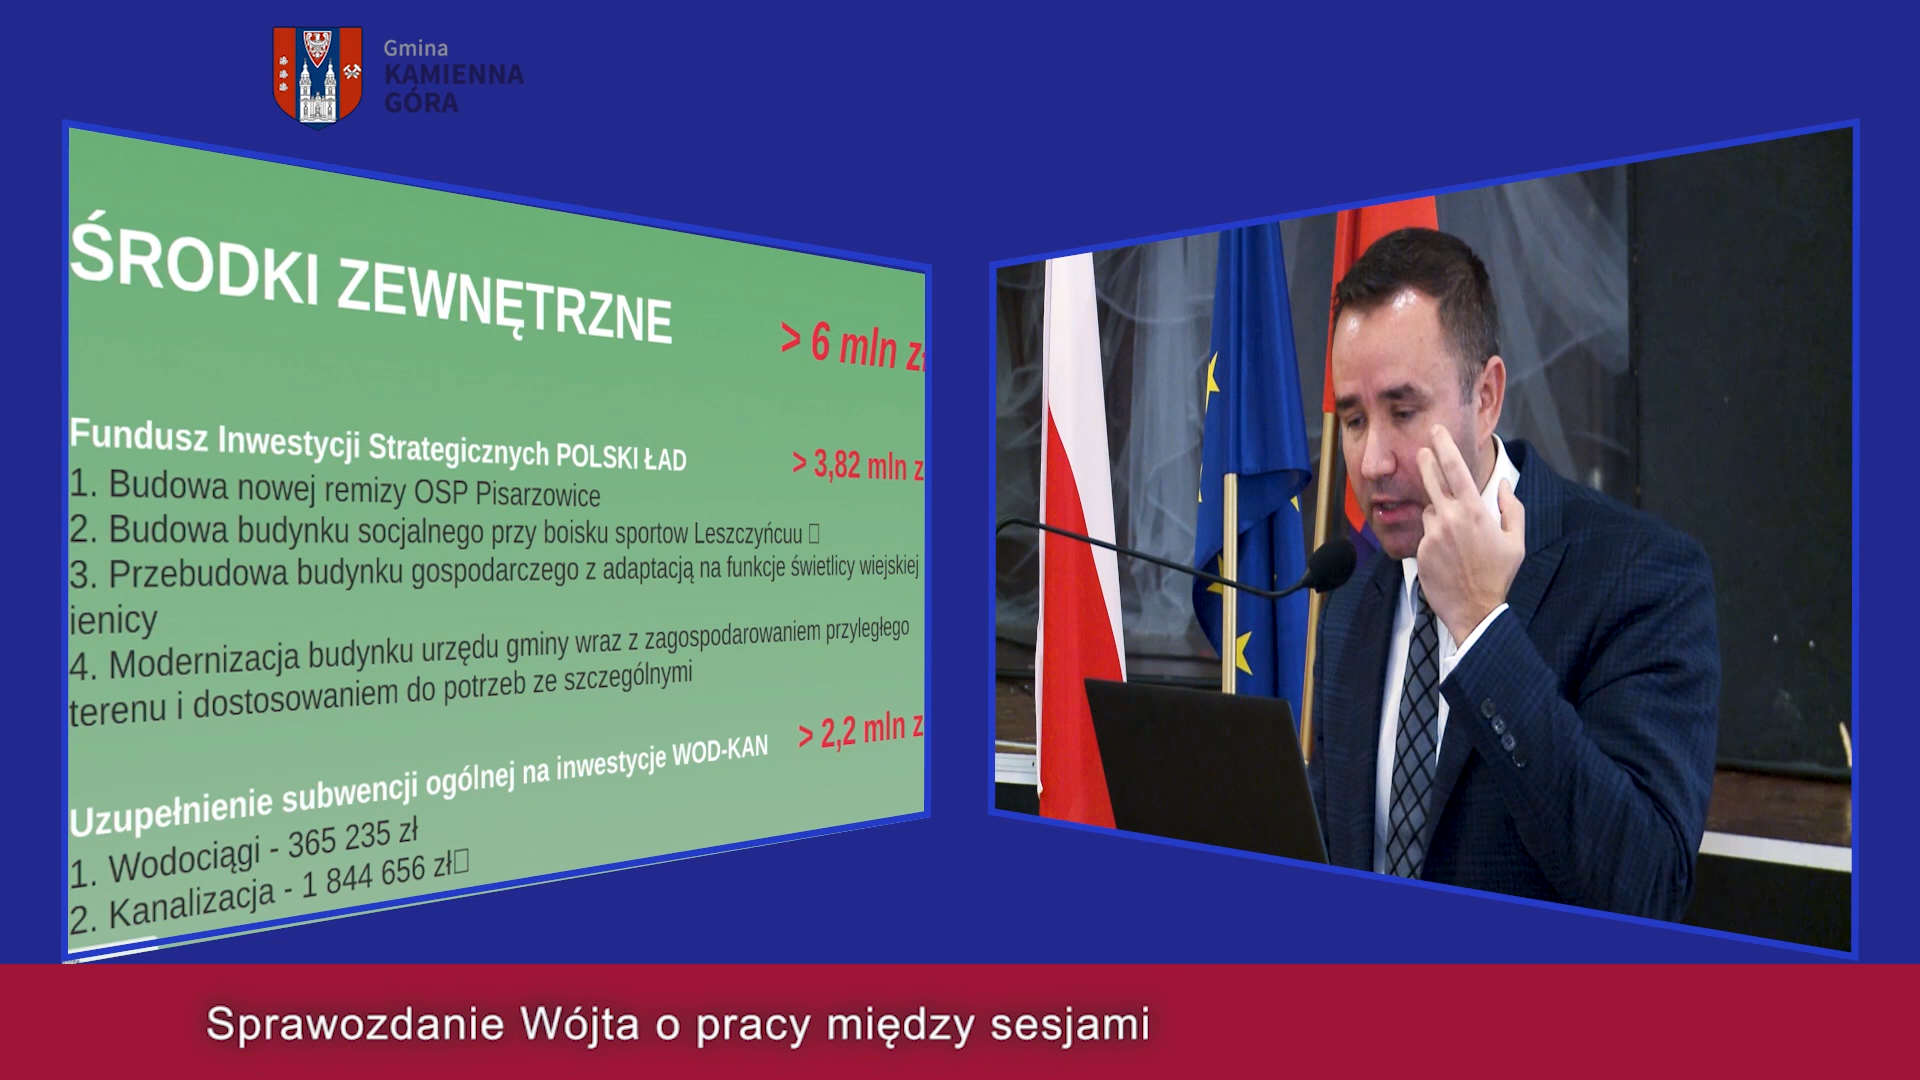 Gmina
KAMIENNA
GÓRA
ŚRODKI ZEWNĘTRZNE
> 6 mln zł
Fundusz Inwestycji Strategicznych POLSKI ŁAD
> 3,82 mln z
1. Budowa nowej remizy OSP Pisarzowice
2. Budowa budynku socjalnego przy boisku sportow Leszczyńcuu
3. Przebudowa budynku gospodarczego z adaptacją na funkcje świetlicy wiejskiej
ienicy
4. Modernizacja budynku urzędu gminy wraz z zagospodarowaniem przyległego
terenu i dostosowaniem do potrzeb ze szczególnymi
> 2,2 mln z
Uzupełnienie subwencji ogólnej na inwestycje WOD-KAN
1. Wodociągi - 365 235 zł
2. Kanalizacja - 1 844 656 zł
Sprawozdanie Wójta o pracy między sesjami